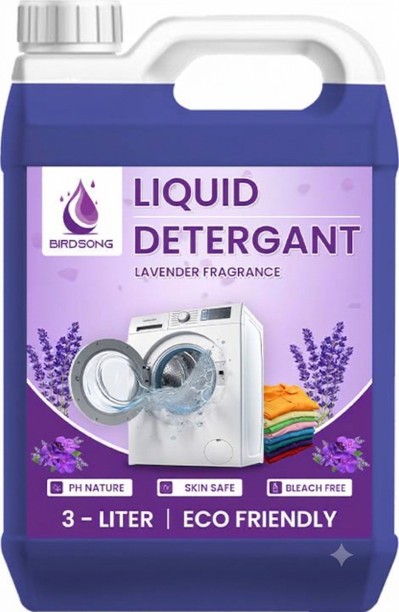 BIRDSONG
LIQUID
DETERGANT
LAVENDER FRAGRANCE
PH NATURE
SKIN SAFE
BLEACH FREE
3 - LITER | ECO FRIENDLY